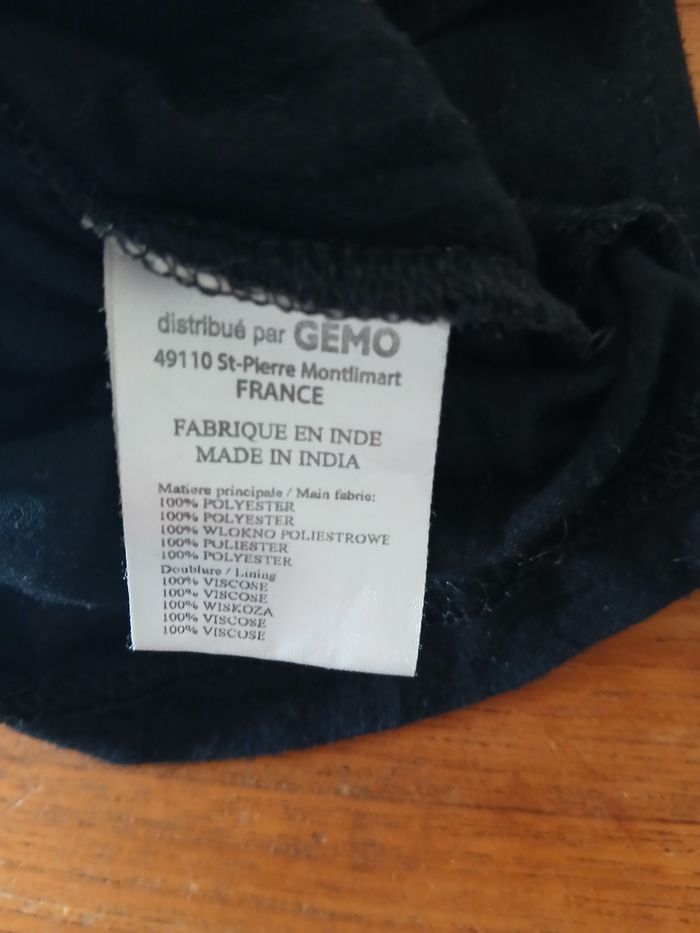 distribué par GÉMO
49110 St-Pierre Montlimart
FRANCE
FABRIQUE EN INDE
MADE IN INDIA
Matiere principale / Main fabric:
100% POLYESTER
100% POLYESTER
100% WLOKNO POLIESTROWE
100% POLIESTER
100% POLYESTER
Doublure / Lining
100% VISCOSE
100% VISCOSE
100% WISKOZA
100% VISCOSE
100% VISCOSE